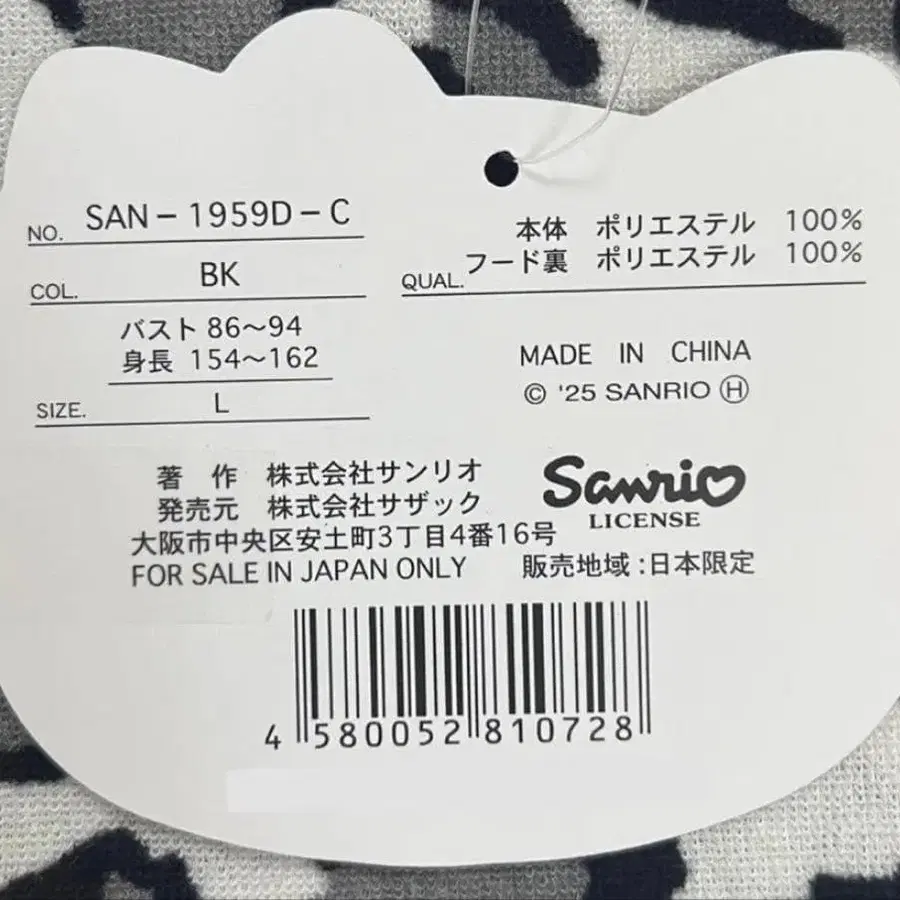 NO. SAN-1959D-C
COL. BK
バスト 86〜94
身長 154〜162
SIZE. L
本体 ポリエステル 100%
フード裏 ポリエステル 100%
QUAL.
MADE IN CHINA
© '25 SANRIO Ⓗ
著 作 株式会社サンリオ
発売元 株式会社サザック
大阪市中央区安土町3丁目4番16号
FOR SALE IN JAPAN ONLY 販売地域:日本限定
Sanrio
LICENSE
4 580052 810728